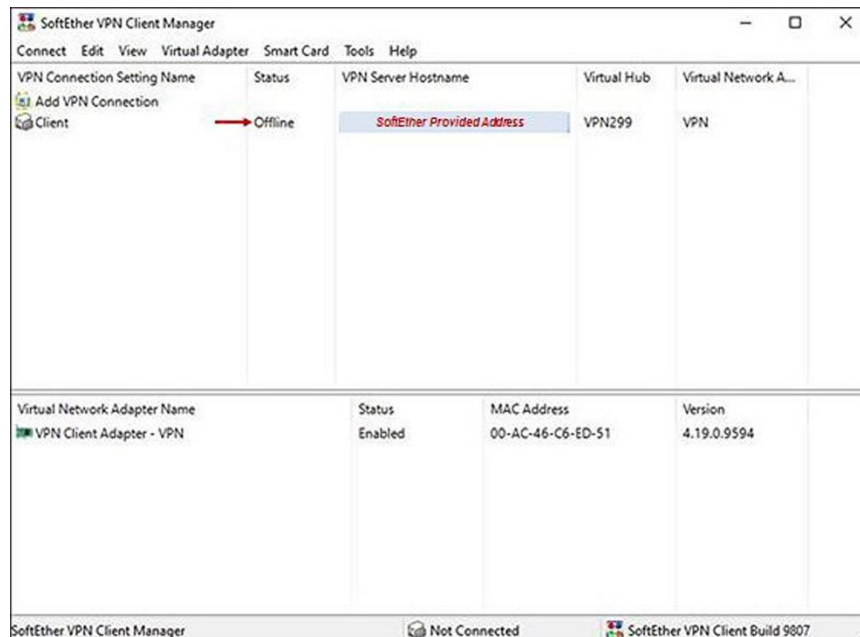 SoftEther VPN Client Manager
Connect Edit View Virtual Adapter Smart Card Tools Help
VPN Connection Setting Name Status VPN Server Hostname Virtual Hub Virtual Network A...
Add VPN Connection
Client Offline SoftEther Provided Address VPN299 VPN
Virtual Network Adapter Name Status MAC Address Version
VPN Client Adapter - VPN Enabled 00-AC-46-C6-ED-51 4.19.0.9594
SoftEther VPN Client Manager Not Connected SoftEther VPN Client Build 9807